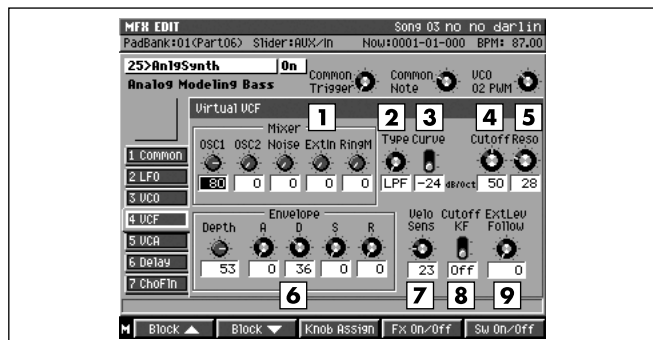 MFX EDIT Song 03 no no darlin
PadBank:01(Part06) Slider:AUX/In Now:0001-01-000 BPM: 87.00
25>An19Synth On
Analog Modeling Bass
Common Trigger
Common Note
VCO 02 PWM
Virtual VCF
1 2 3 4 5
Mixer
OSC1 OSC2 Noise ExtIn RingM Type Curve Cutoff Reso
80 0 0 0 0 LPF -24 dB/Oct 50 28
1 Common
2 LFO
3 VCO
4 VCF
5 VCA
6 Delay
7 ChoFln
Envelope
Depth A D S R
53 0 36 0 0
Velo Sens Cutoff KF ExtLev Follow
23 Off 0
6 7 8 9
M Block ▲ Block ▼ Knob Assign Fx On/Off Sw On/Off